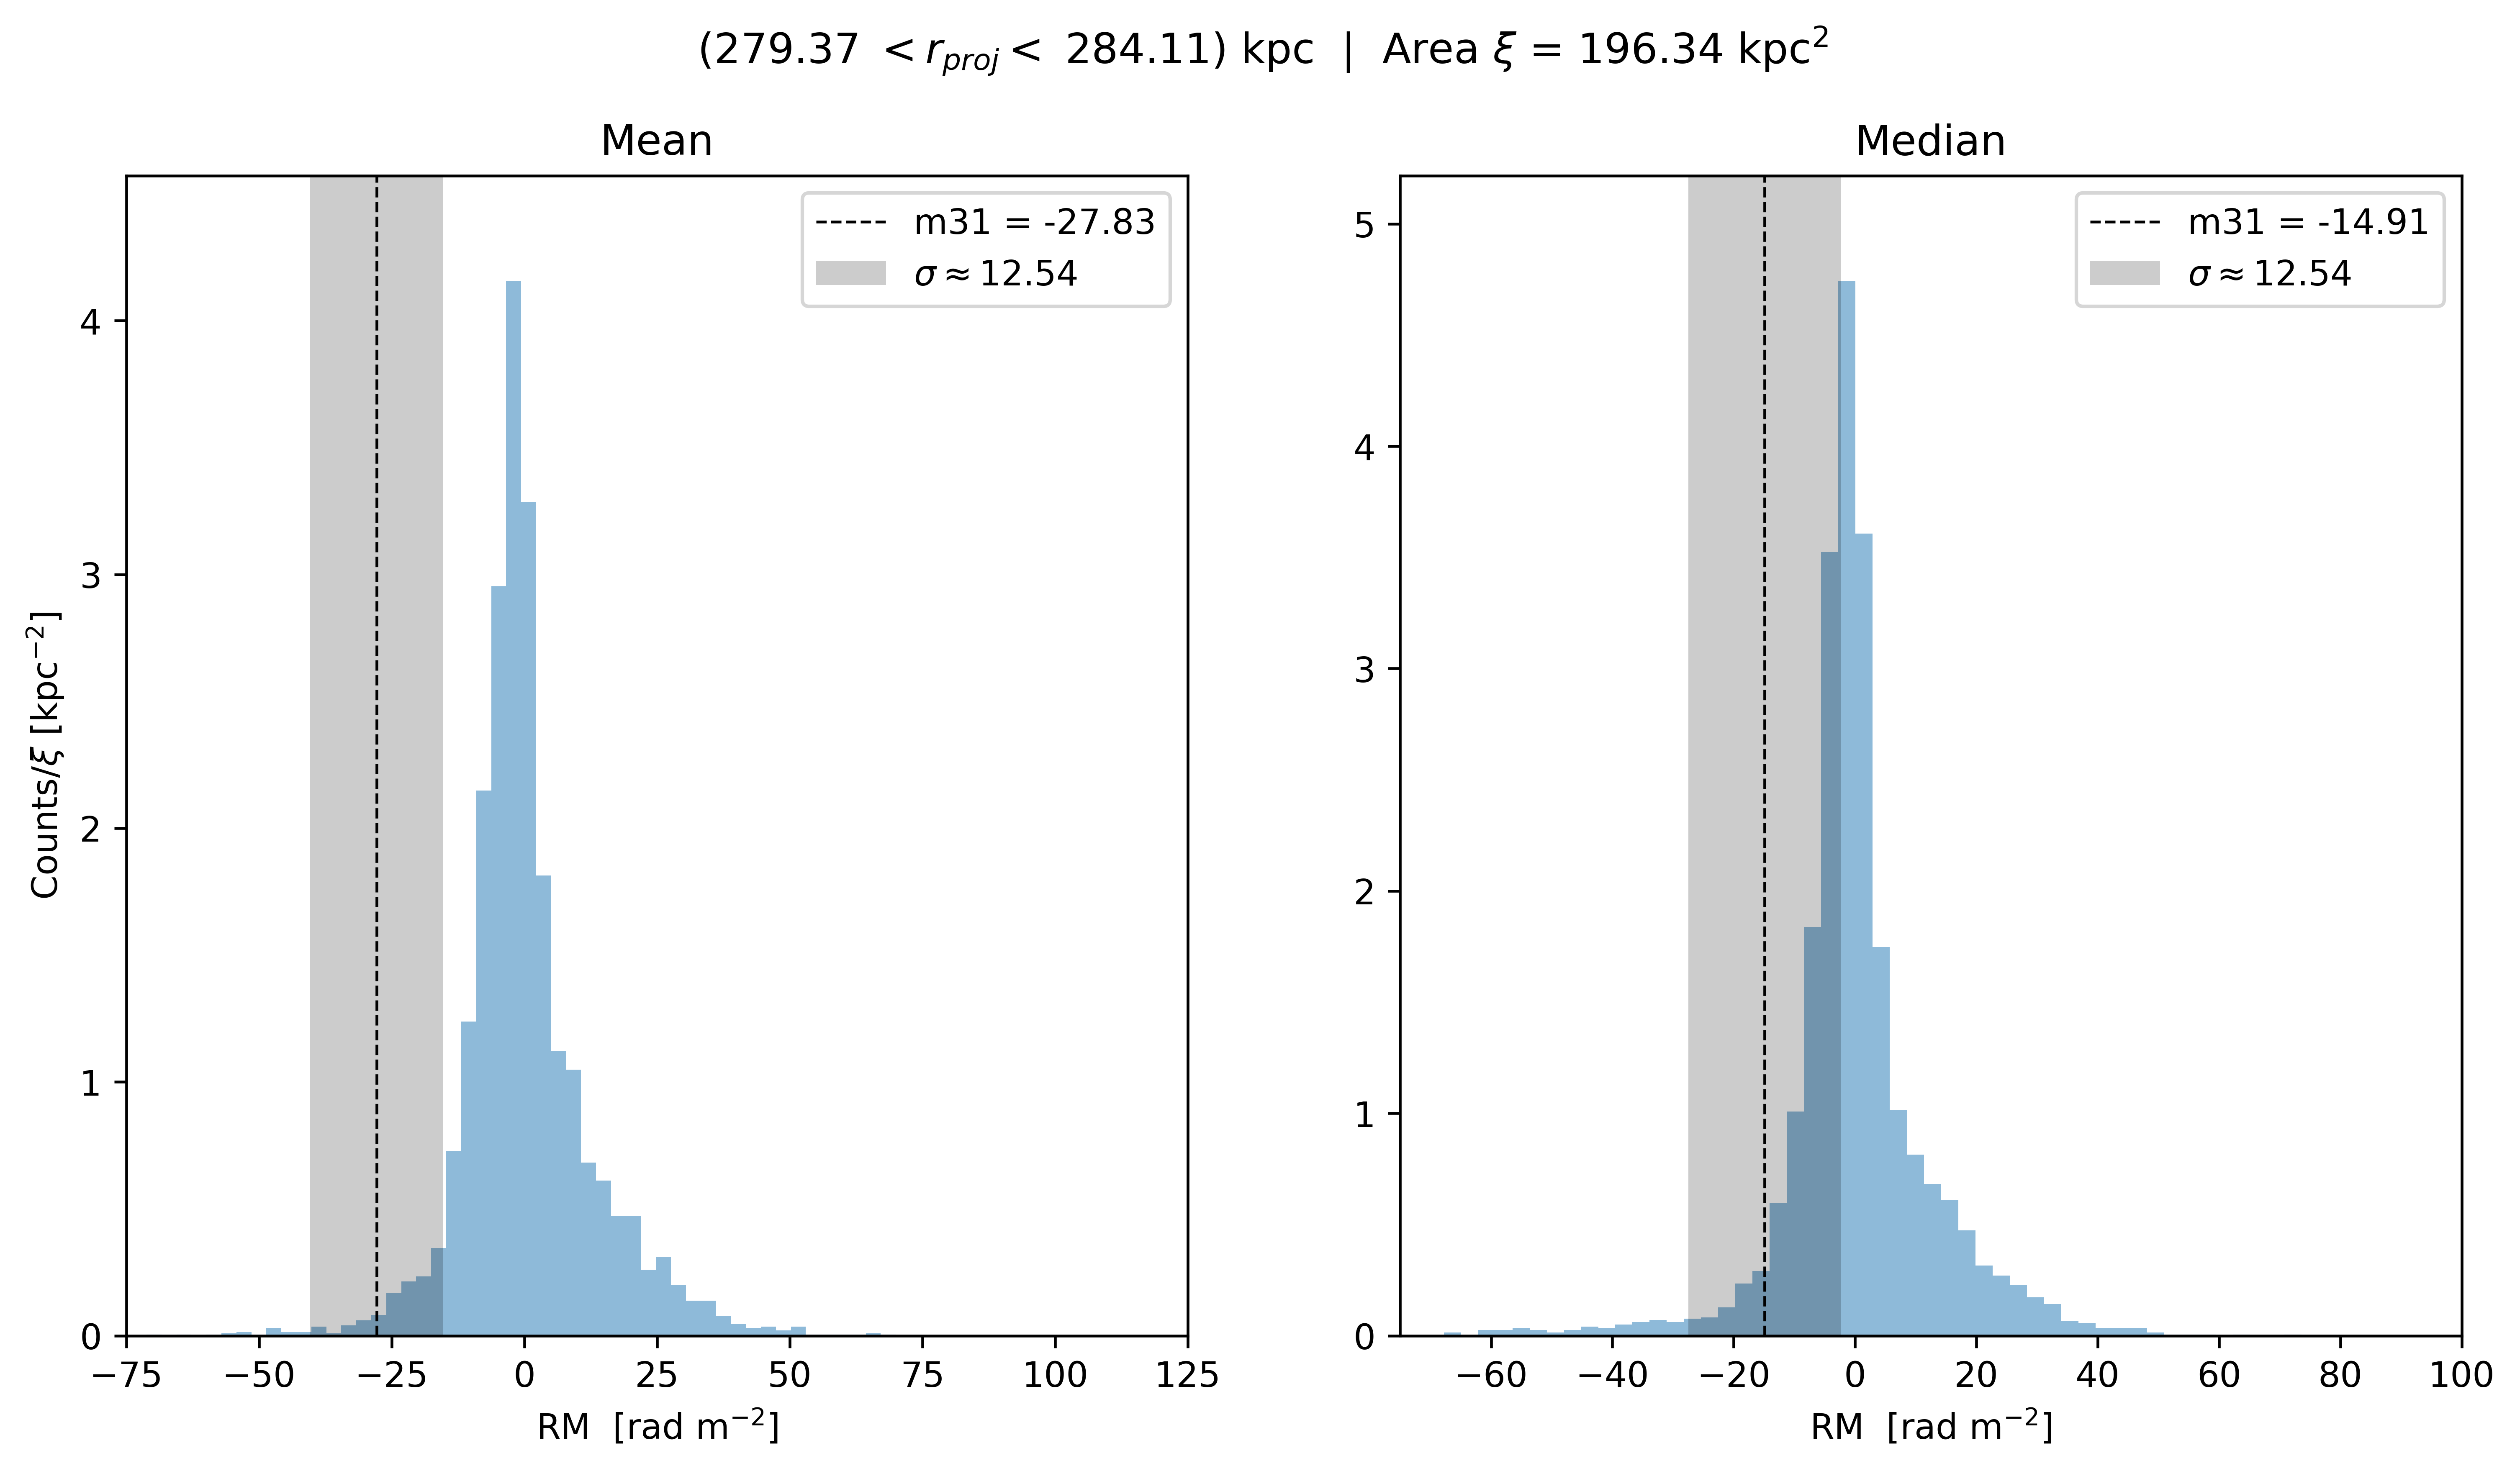 (279.37 < r_proj < 284.11) kpc | Area ξ = 196.34 kpc²
Mean
m31 = -27.83
σ ≈ 12.54
4
3
2
1
0
Counts/ξ [kpc⁻²]
−75 −50 −25 0 25 50 75 100 125
RM [rad m⁻²]
Median
m31 = -14.91
σ ≈ 12.54
5
4
3
2
1
0
−60 −40 −20 0 20 40 60 80 100
RM [rad m⁻²]